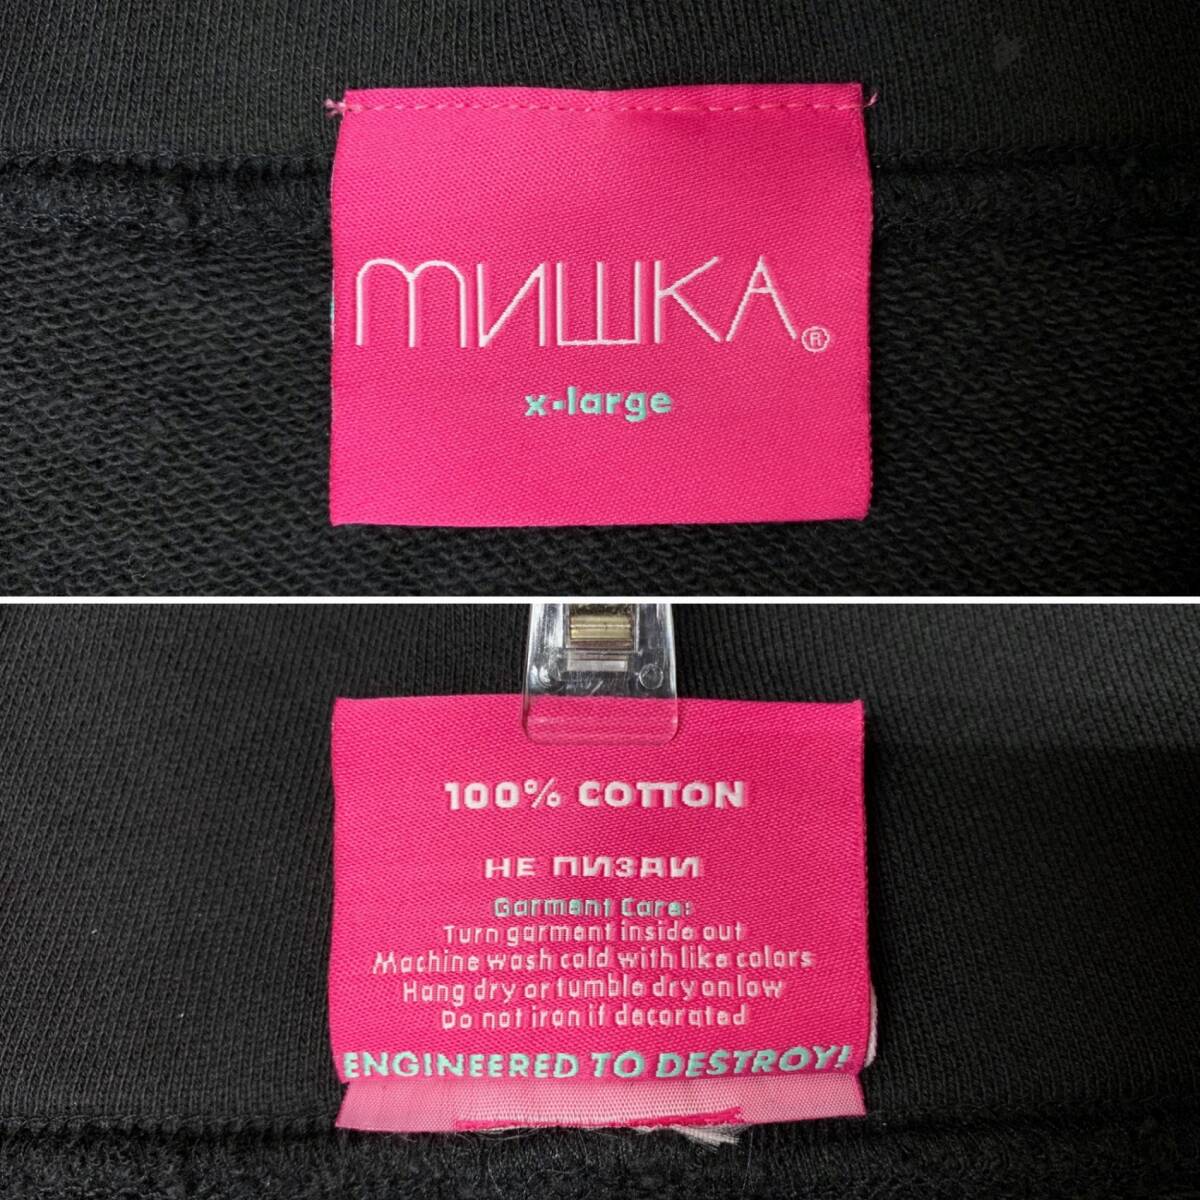 МИШКА®
x-large
100% COTTON
НЕ ПИЗДИ
Garment Care:
Turn garment inside out
Machine wash cold with like colors
Hang dry or tumble dry on low
Do not iron if decorated
ENGINEERED TO DESTROY!